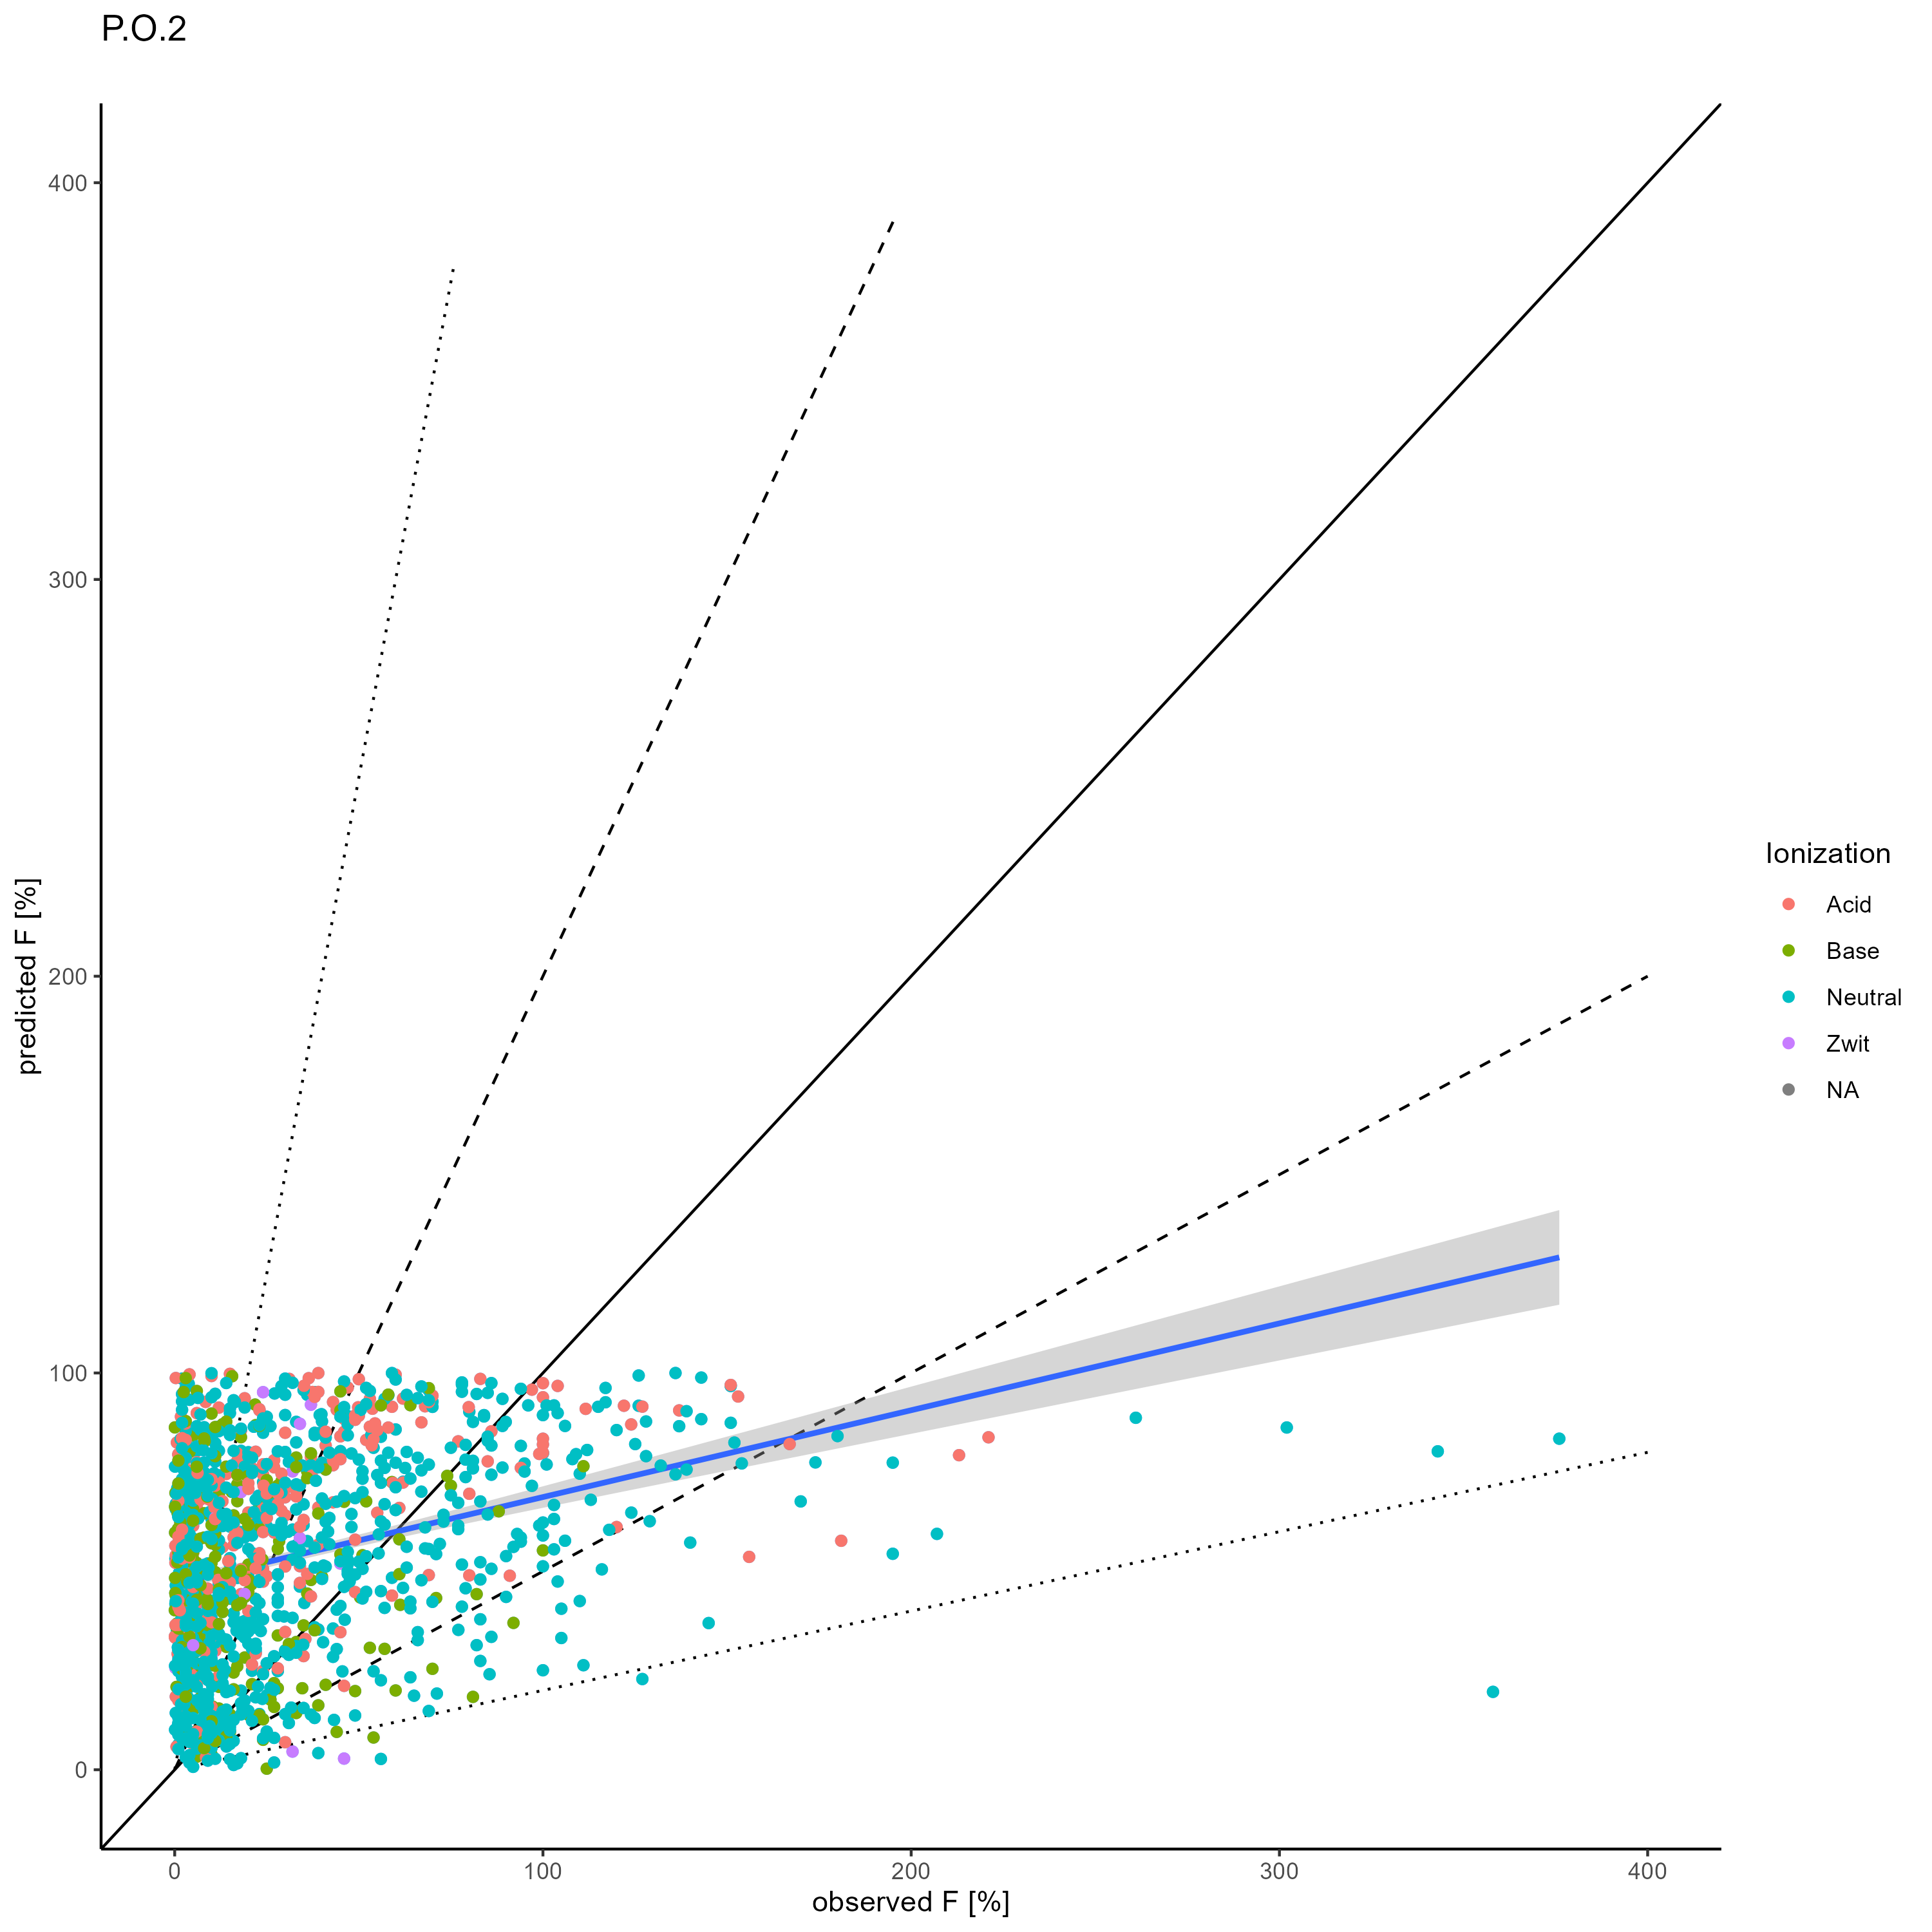 P.O.2
400
300
200
100
0
predicted F [%]
0 100 200 300 400
observed F [%]
Ionization
Acid
Base
Neutral
Zwit
NA